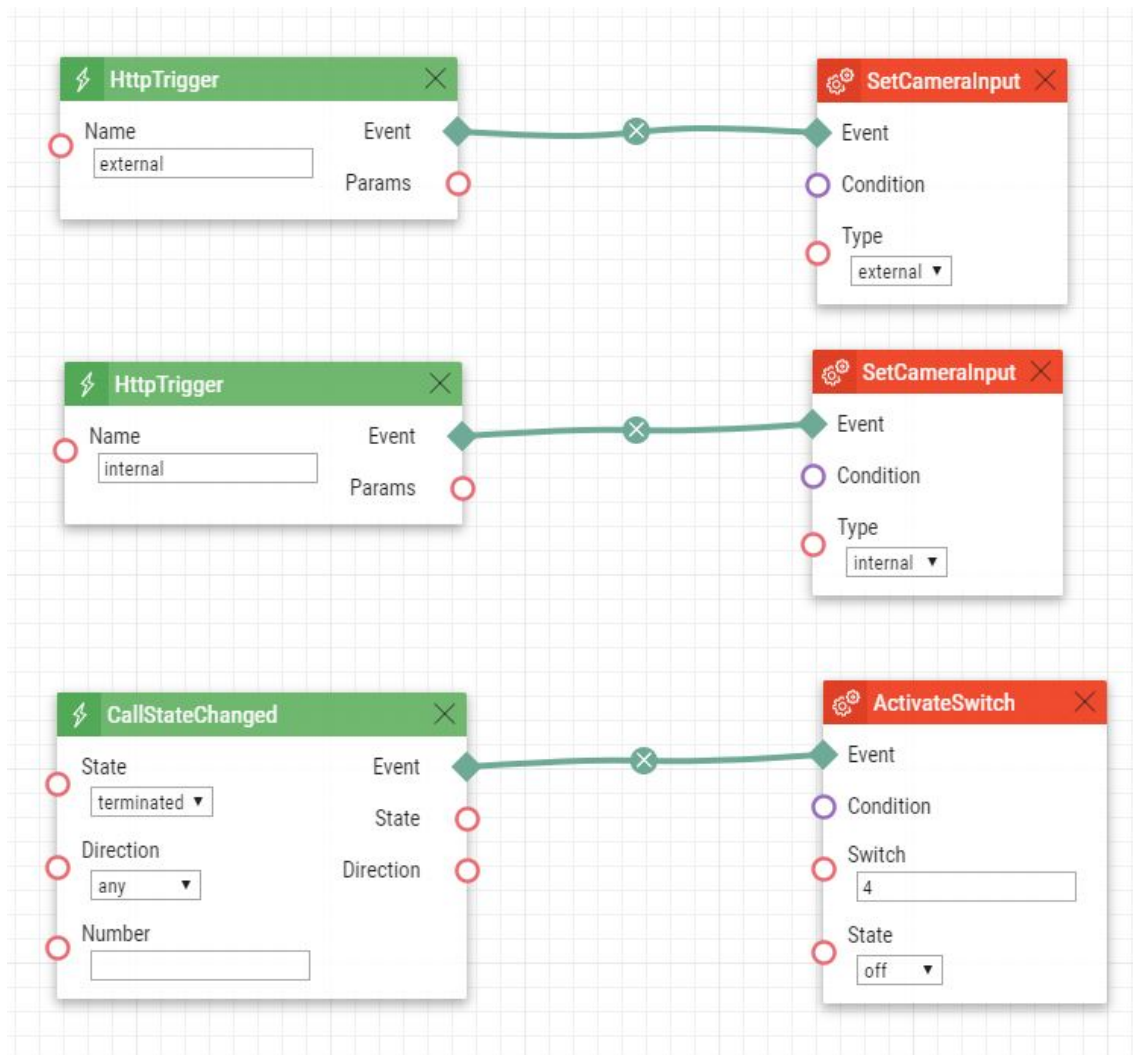 HttpTrigger
Name
external
Event
Params
SetCameraInput
Event
Condition
Type
external
HttpTrigger
Name
internal
Event
Params
SetCameraInput
Event
Condition
Type
internal
CallStateChanged
State
terminated
Direction
any
Number
Event
State
Direction
ActivateSwitch
Event
Condition
Switch
4
State
off